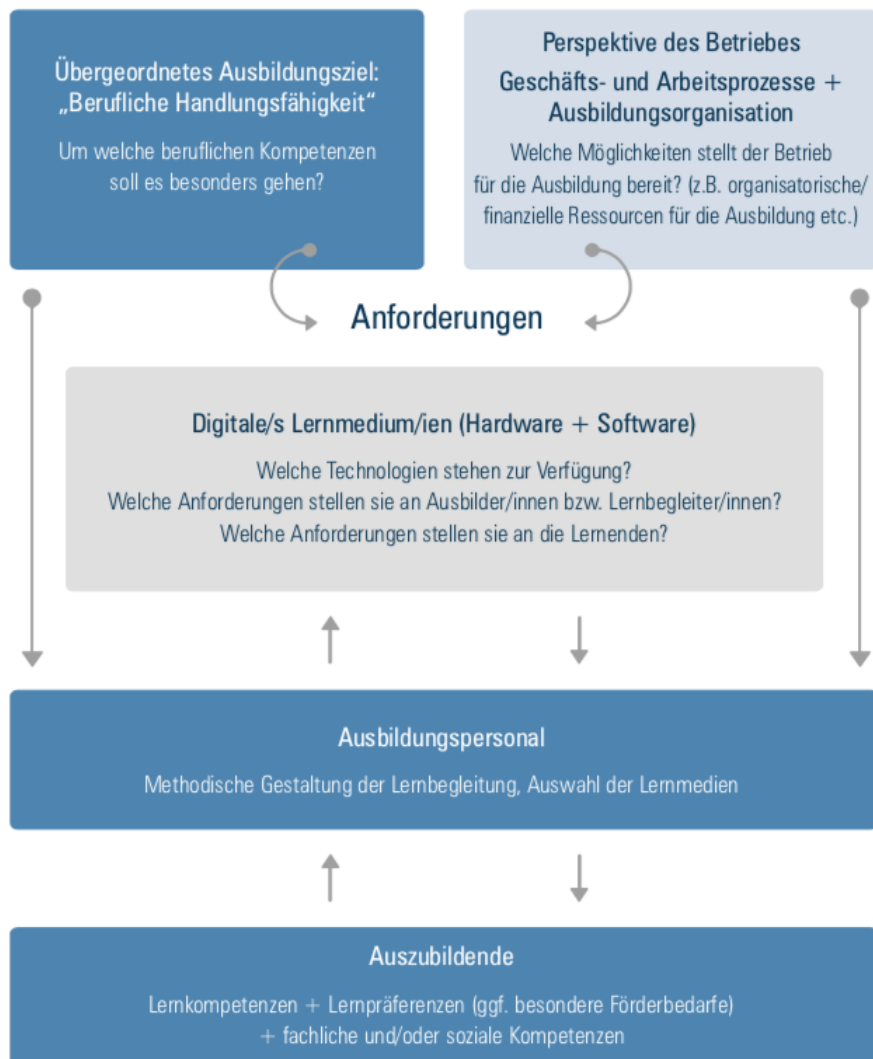 Übergeordnetes Ausbildungsziel:
„Berufliche Handlungsfähigkeit“
Um welche beruflichen Kompetenzen
soll es besonders gehen?
Perspektive des Betriebes
Geschäfts- und Arbeitsprozesse +
Ausbildungsorganisation
Welche Möglichkeiten stellt der Betrieb
für die Ausbildung bereit? (z.B. organisatorische/
finanzielle Ressourcen für die Ausbildung etc.)
Anforderungen
Digitale/s Lernmedium/ien (Hardware + Software)
Welche Technologien stehen zur Verfügung?
Welche Anforderungen stellen sie an Ausbilder/innen bzw. Lernbegleiter/innen?
Welche Anforderungen stellen sie an die Lernenden?
Ausbildungspersonal
Methodische Gestaltung der Lernbegleitung, Auswahl der Lernmedien
Auszubildende
Lernkompetenzen + Lernpräferenzen (ggf. besondere Förderbedarfe)
+ fachliche und/oder soziale Kompetenzen